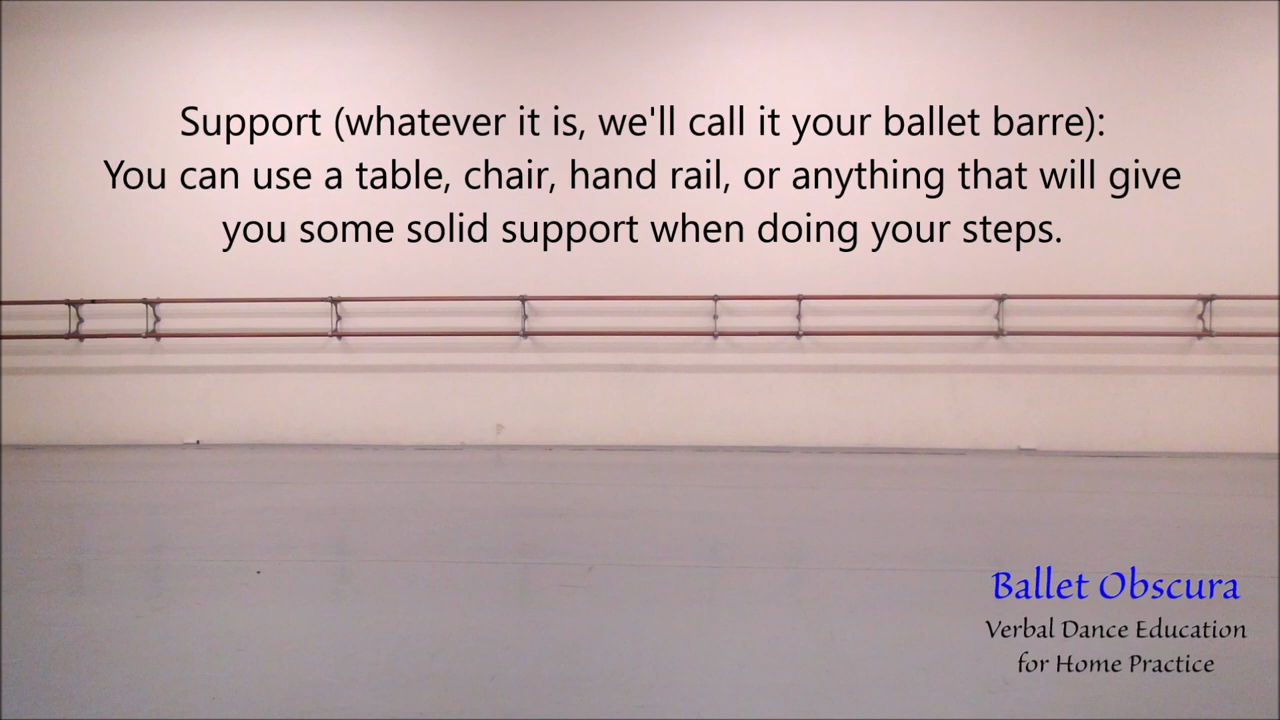 Support (whatever it is, we'll call it your ballet barre):
You can use a table, chair, hand rail, or anything that will give
you some solid support when doing your steps.
Ballet Obscura
Verbal Dance Education
for Home Practice